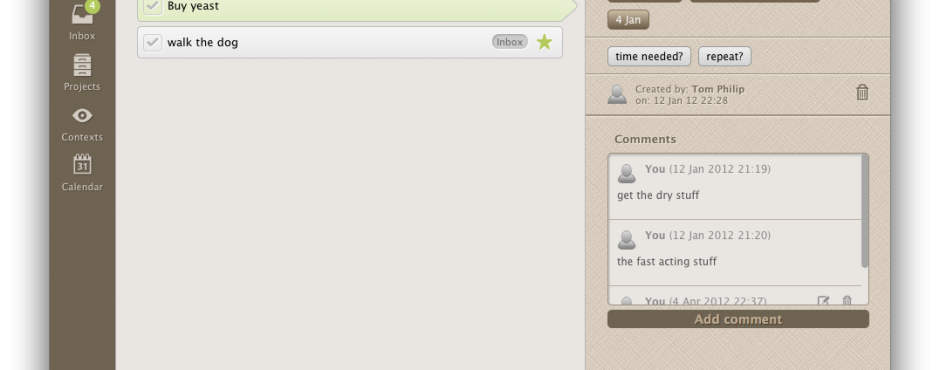 4
Inbox
Projects
Contexts
31
Calendar
Buy yeast
walk the dog
Inbox
4 Jan
time needed?
repeat?
Created by: Tom Philip
on: 12 Jan 12 22:28
Comments
You (12 Jan 2012 21:19)
get the dry stuff
You (12 Jan 2012 21:20)
the fast acting stuff
You (4 Apr 2012 22:37)
Add comment